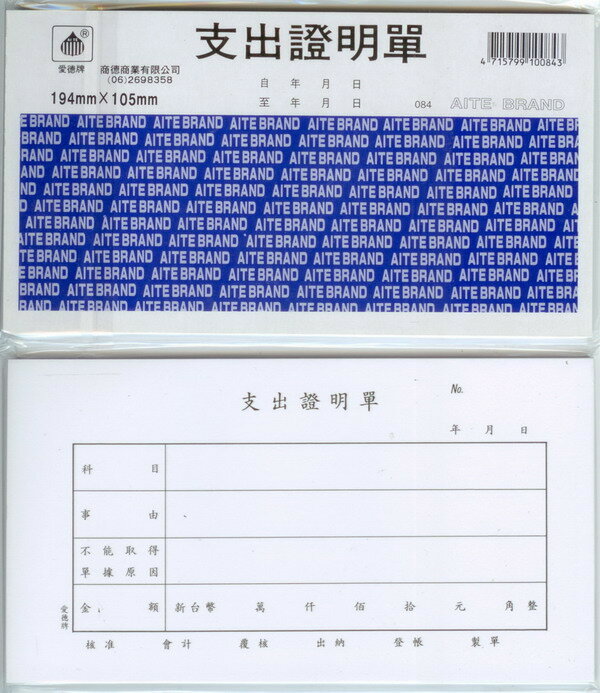 支出證明單
®
愛德牌
商德商業有限公司
(06)2698358
194mm×105mm
自 年 月 日
至 年 月 日
4 715799 100843
084
AITE BRAND
AITE BRAND AITE BRAND AITE BRAND AITE BRAND AITE BRAND AITE BRAND AITE BRAND
支出證明單
No.
年 月 日
科 目
事 由
不能取得
單據原因
金 額 新台幣 萬 仟 佰 拾 元 角 整
愛德牌
核准 會計 覆核 出納 登帳 製單